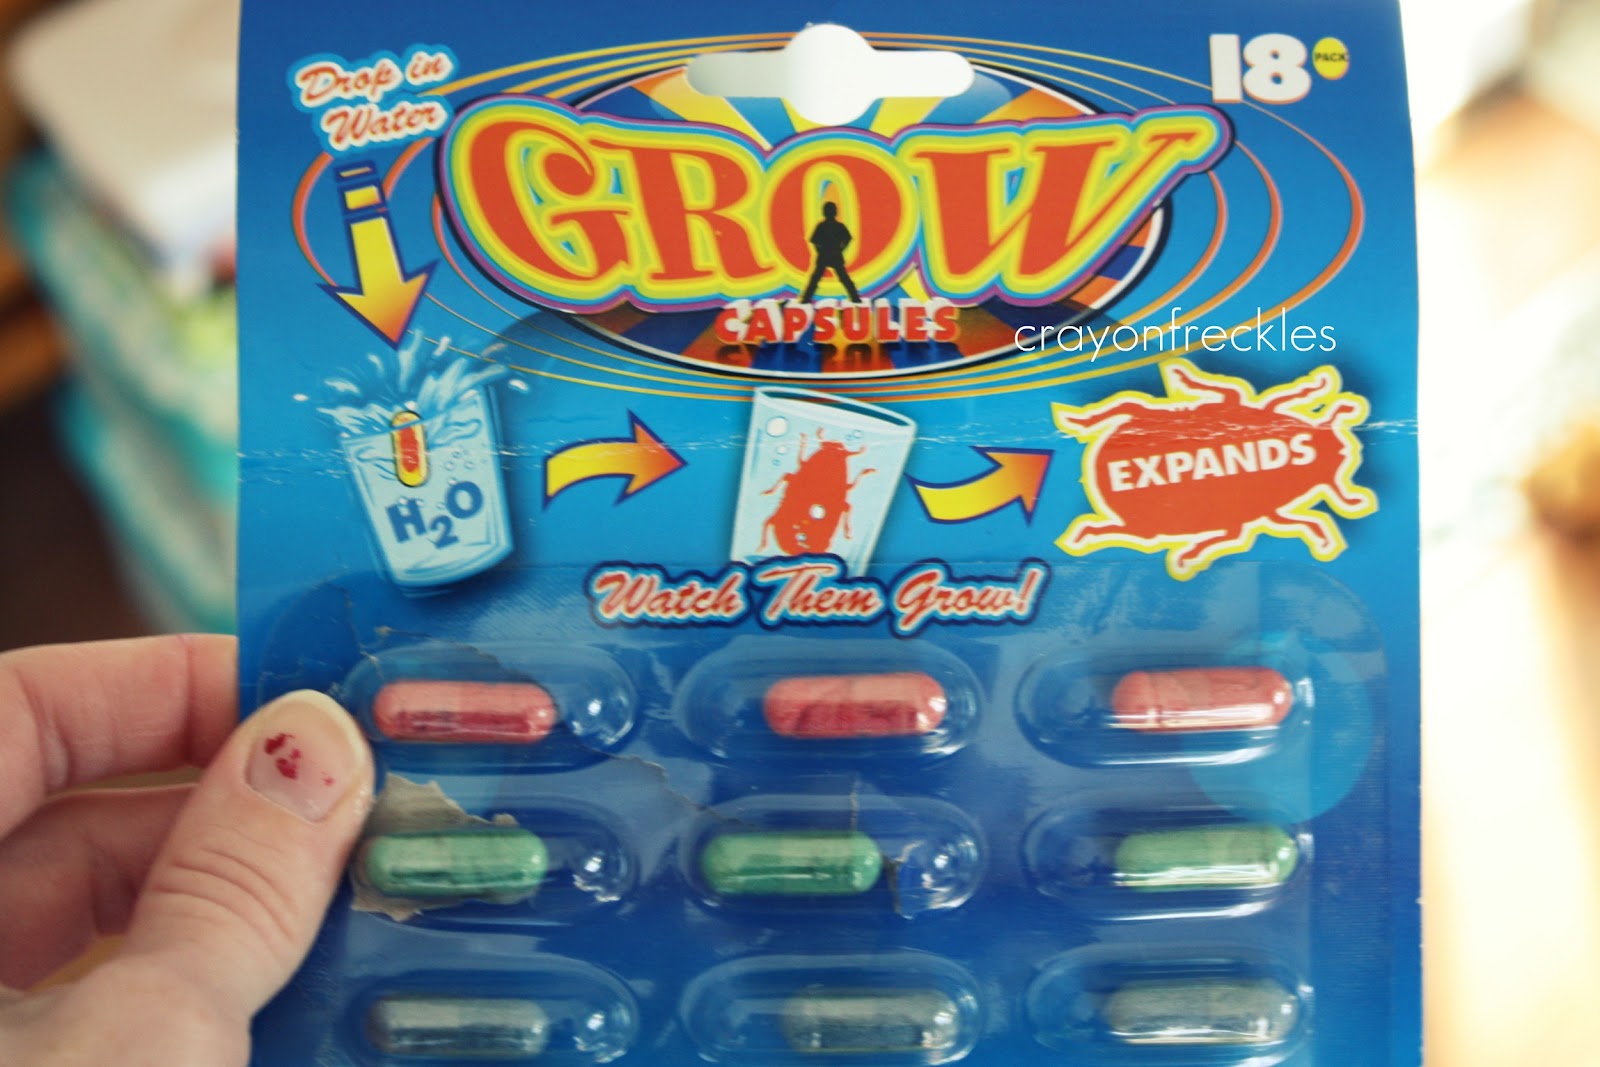 Drop in
Water
18 PACK
GROW
CAPSULES
crayonfreckles
H2O
EXPANDS
Watch Them Grow!